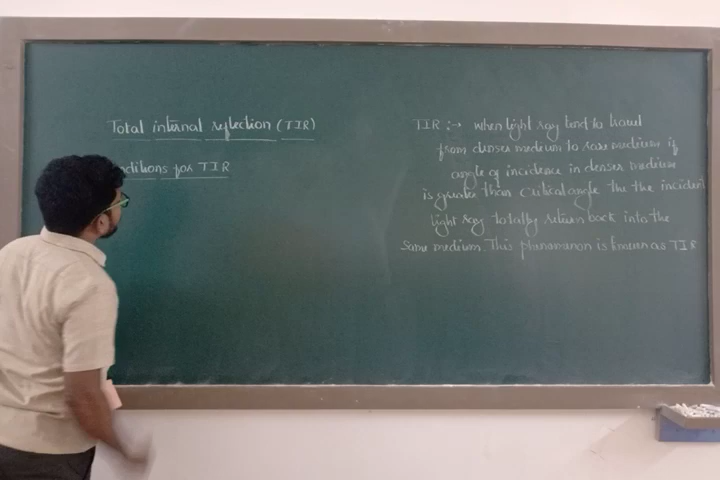 Total internal reflection (TIR)
nditions for TIR
TIR :→ when light ray tend to travel
from denser medium to rare medium if
angle of incidence in denser medium
is greater than critical angle the the incident
light ray totally return back into the
same medium. This phenomenon is known as TIR